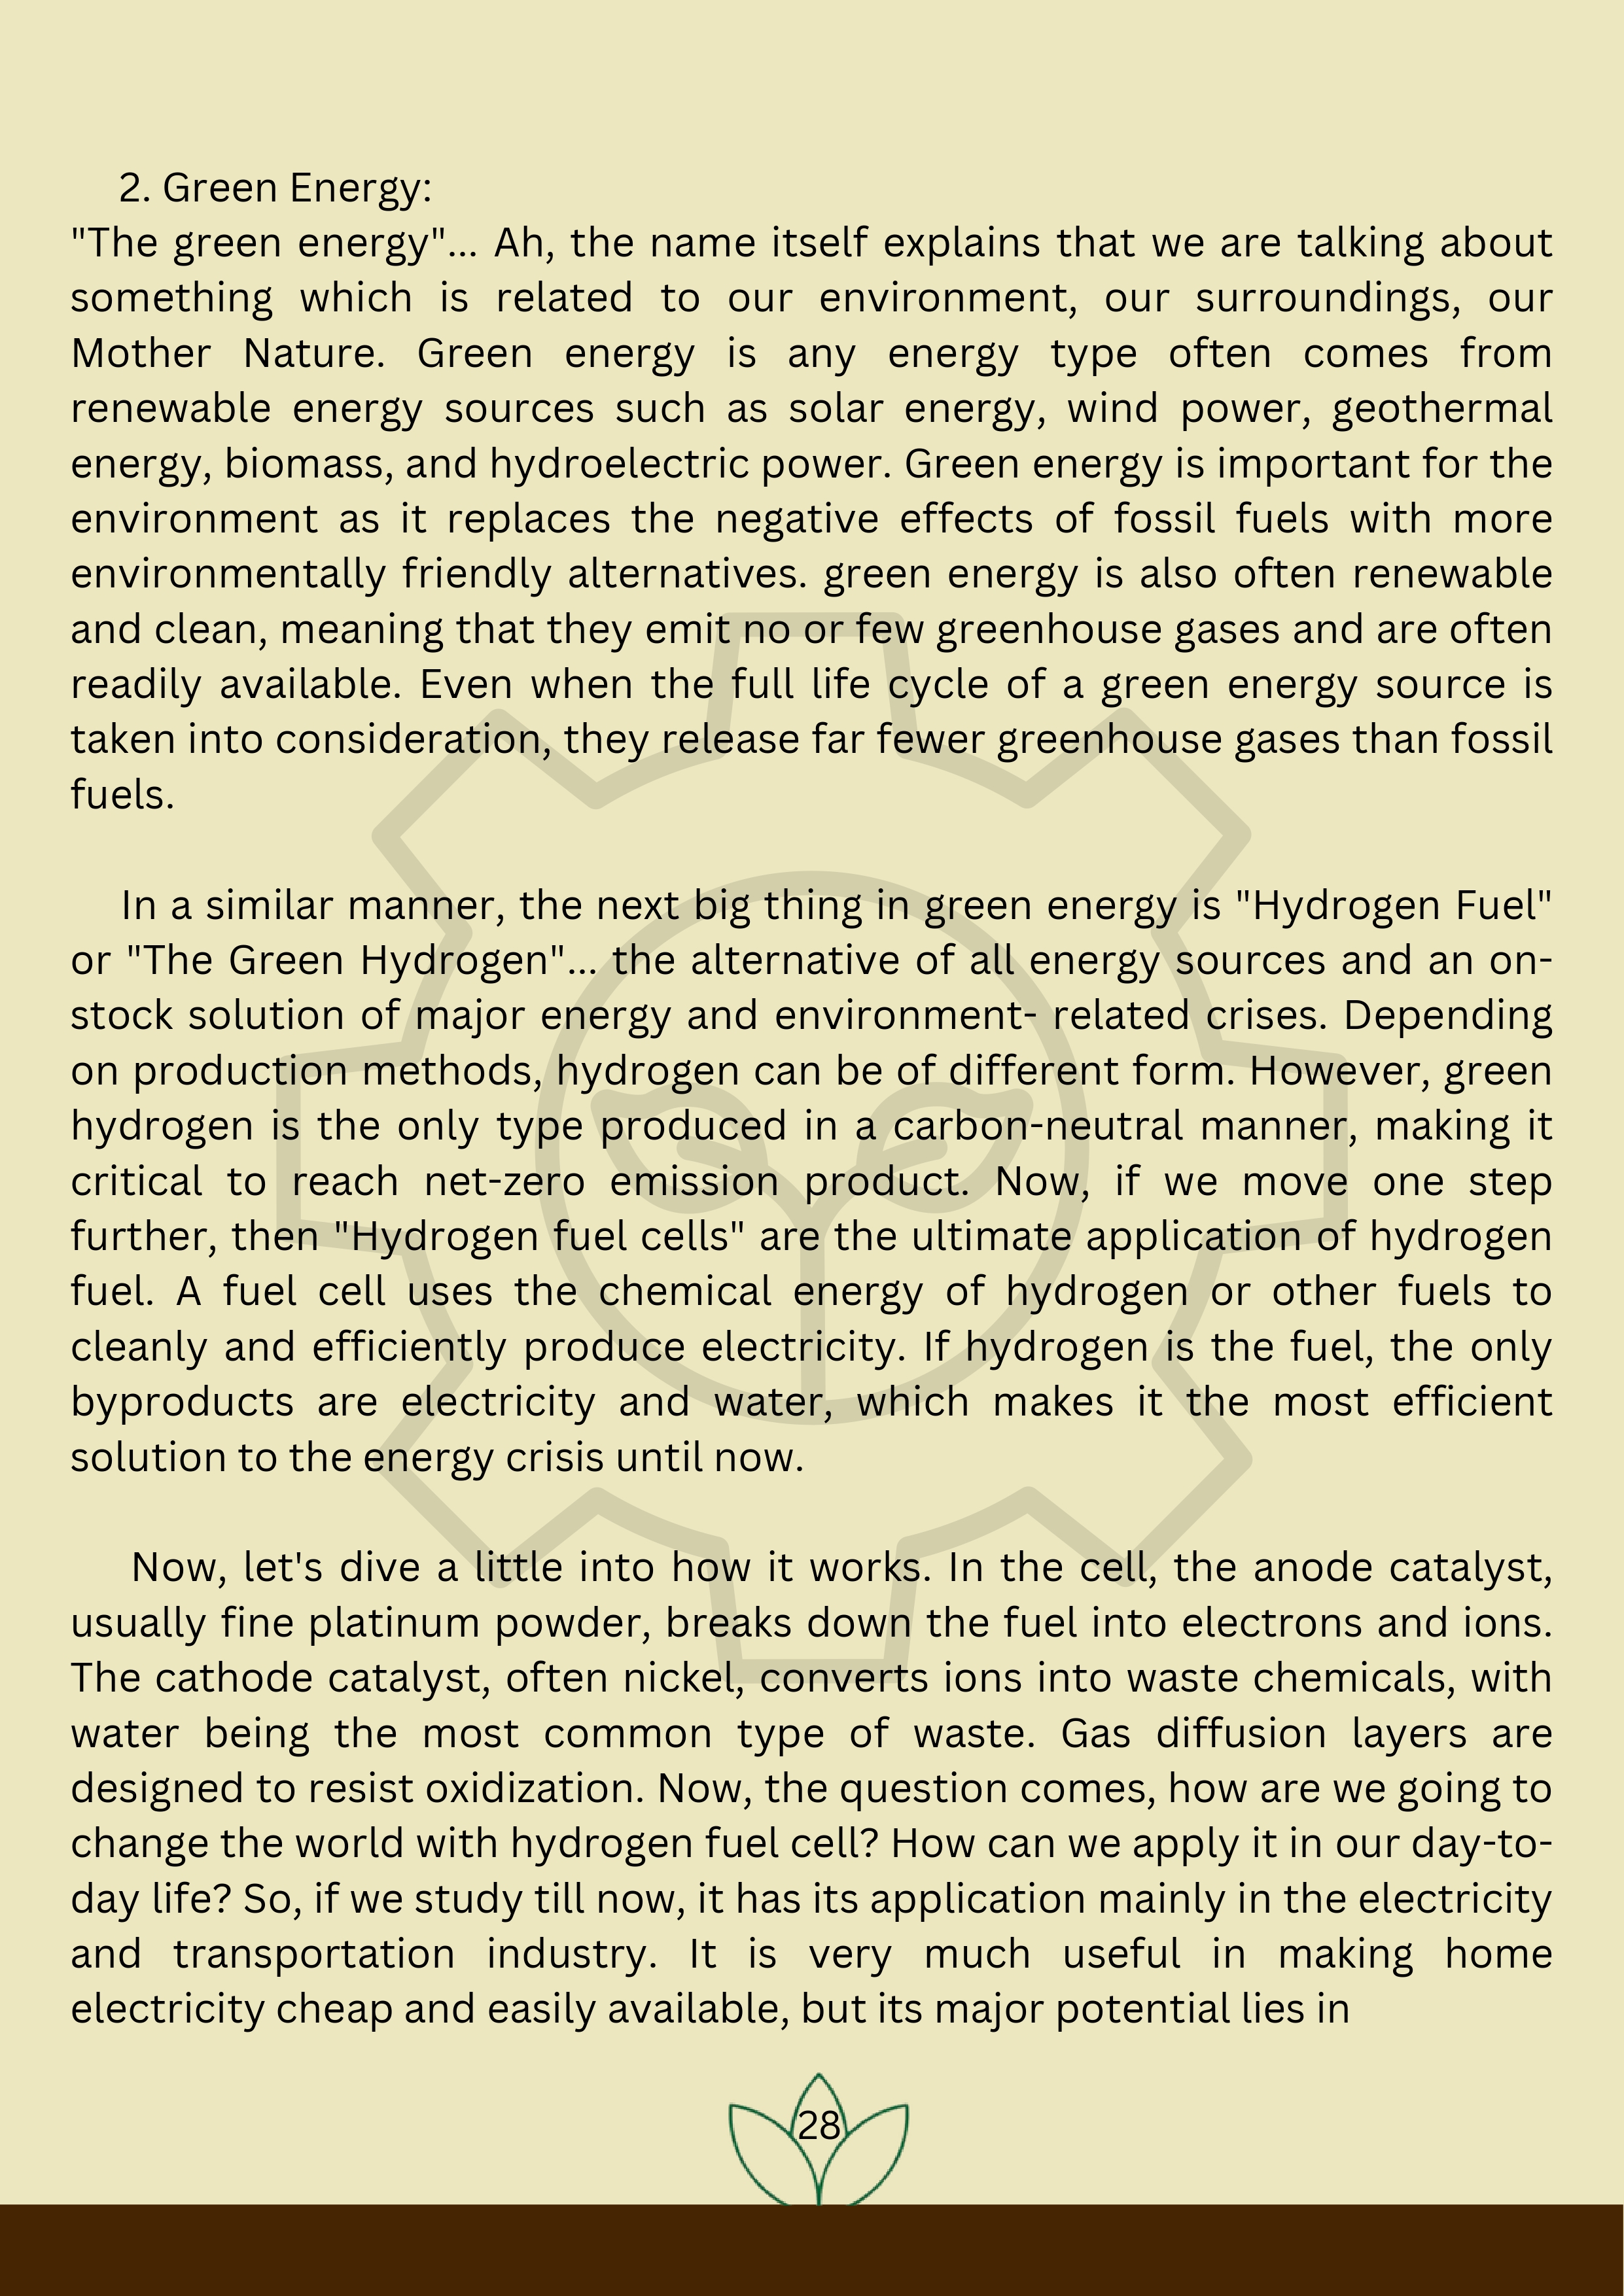 2. Green Energy:
"The green energy"... Ah, the name itself explains that we are talking about
something which is related to our environment, our surroundings, our
Mother Nature. Green energy is any energy type often comes from
renewable energy sources such as solar energy, wind power, geothermal
energy, biomass, and hydroelectric power. Green energy is important for the
environment as it replaces the negative effects of fossil fuels with more
environmentally friendly alternatives. green energy is also often renewable
and clean, meaning that they emit no or few greenhouse gases and are often
readily available. Even when the full life cycle of a green energy source is
taken into consideration, they release far fewer greenhouse gases than fossil
fuels.
In a similar manner, the next big thing in green energy is "Hydrogen Fuel"
or "The Green Hydrogen"... the alternative of all energy sources and an on-
stock solution of major energy and environment- related crises. Depending
on production methods, hydrogen can be of different form. However, green
hydrogen is the only type produced in a carbon-neutral manner, making it
critical to reach net-zero emission product. Now, if we move one step
further, then "Hydrogen fuel cells" are the ultimate application of hydrogen
fuel. A fuel cell uses the chemical energy of hydrogen or other fuels to
cleanly and efficiently produce electricity. If hydrogen is the fuel, the only
byproducts are electricity and water, which makes it the most efficient
solution to the energy crisis until now.
Now, let's dive a little into how it works. In the cell, the anode catalyst,
usually fine platinum powder, breaks down the fuel into electrons and ions.
The cathode catalyst, often nickel, converts ions into waste chemicals, with
water being the most common type of waste. Gas diffusion layers are
designed to resist oxidization. Now, the question comes, how are we going to
change the world with hydrogen fuel cell? How can we apply it in our day-to-
day life? So, if we study till now, it has its application mainly in the electricity
and transportation industry. It is very much useful in making home
electricity cheap and easily available, but its major potential lies in
28